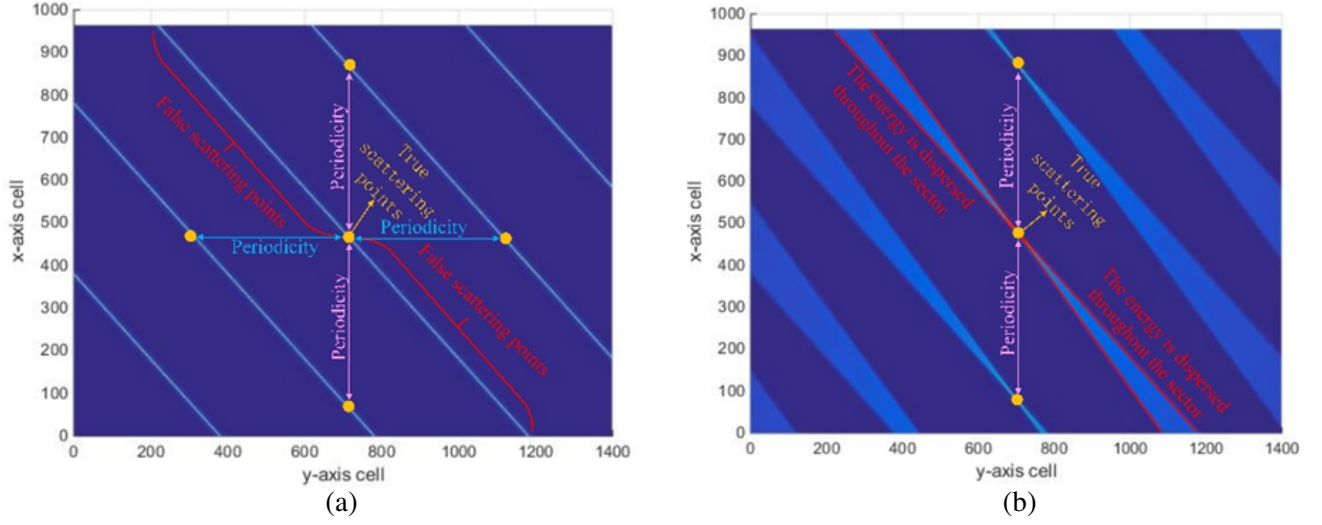 1000
900
800
700
600
500
400
300
200
100
0
x-axis cell
0
200
400
600
800
1000
1200
1400
y-axis cell
False scattering points
Periodicity
True
scattering
points
Periodicity
Periodicity
Periodicity
False scattering points
(a)
1000
900
800
700
600
500
400
300
200
100
0
x-axis cell
0
200
400
600
800
1000
1200
1400
y-axis cell
The energy is dispersed
throughout the sector.
Periodicity
True
scattering
points
Periodicity
The energy is dispersed
throughout the sector.
(b)